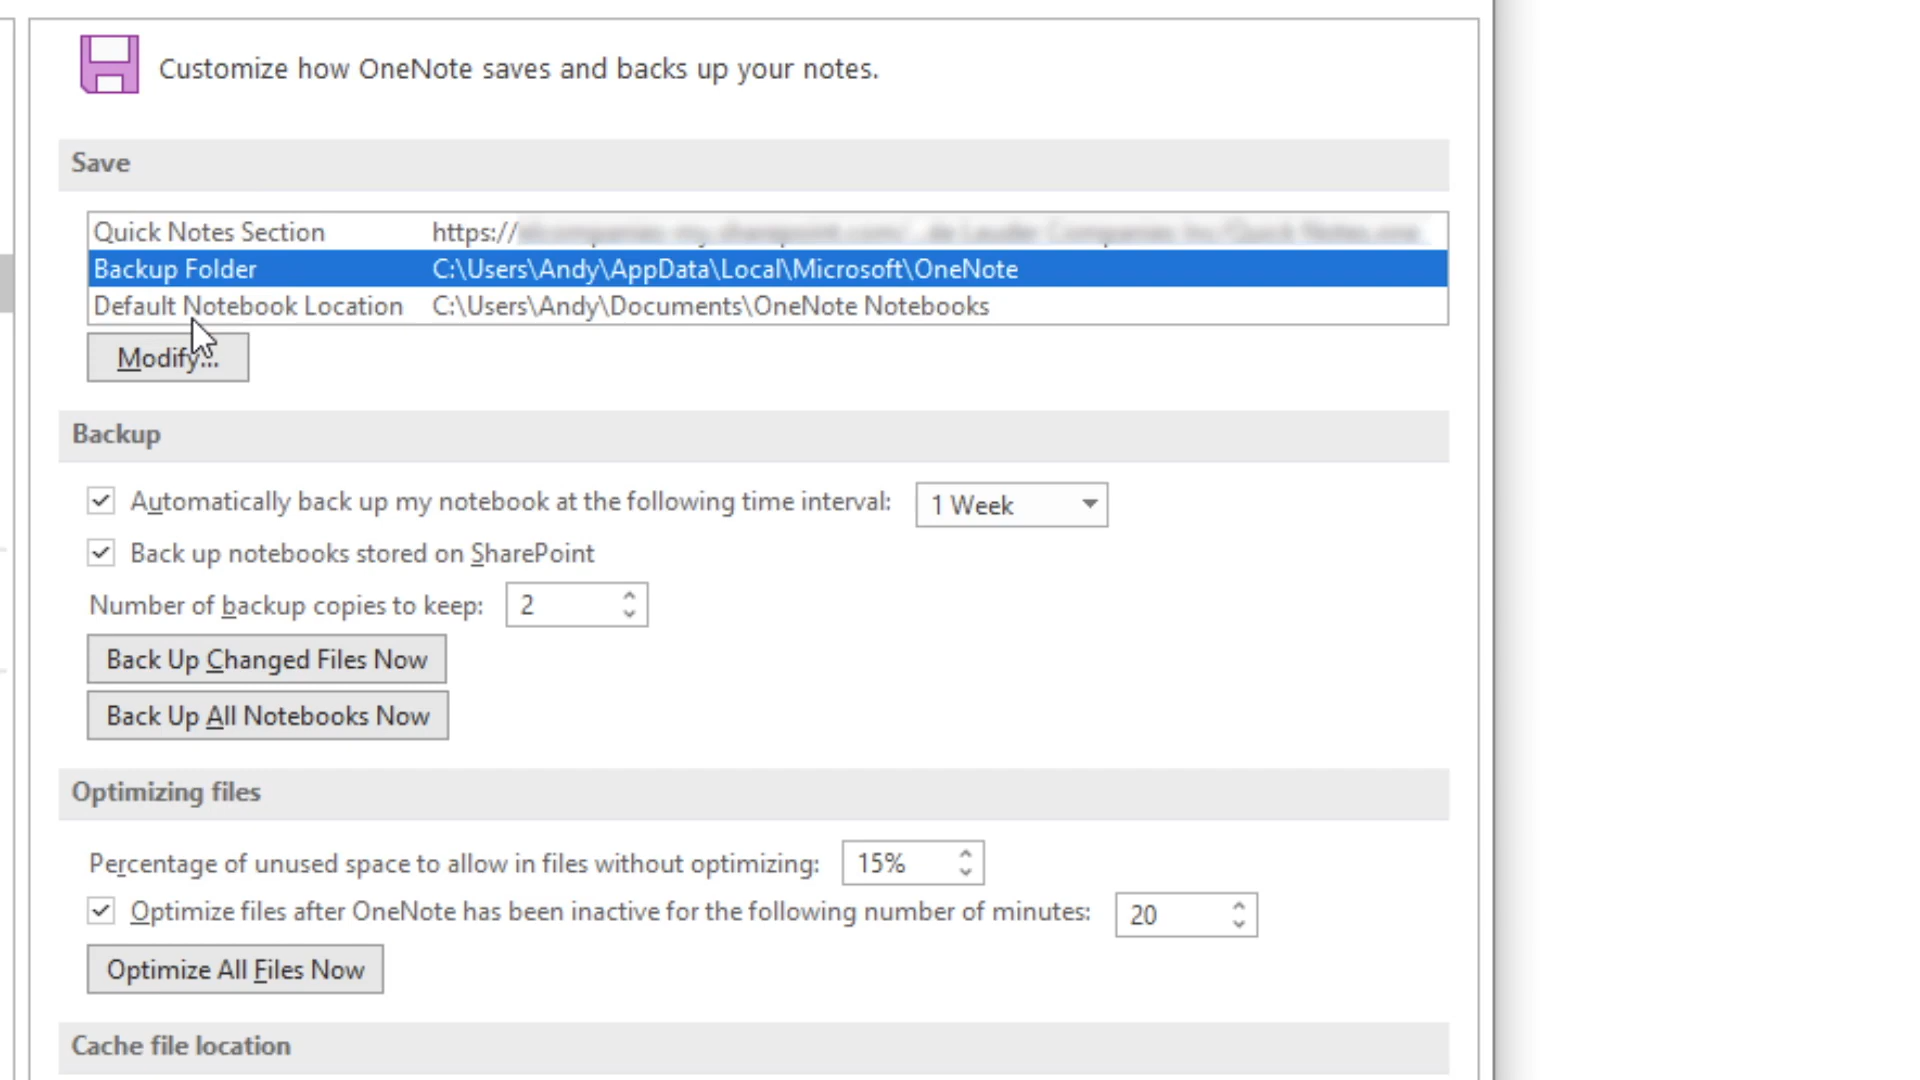 Customize how OneNote saves and backs up your notes.
Save
Quick Notes Section https://
Backup Folder C:\Users\Andy\AppData\Local\Microsoft\OneNote
Default Notebook Location C:\Users\Andy\Documents\OneNote Notebooks
Modify...
Backup
Automatically back up my notebook at the following time interval: 1 Week
Back up notebooks stored on SharePoint
Number of backup copies to keep: 2
Back Up Changed Files Now
Back Up All Notebooks Now
Optimizing files
Percentage of unused space to allow in files without optimizing: 15%
Optimize files after OneNote has been inactive for the following number of minutes: 20
Optimize All Files Now
Cache file location